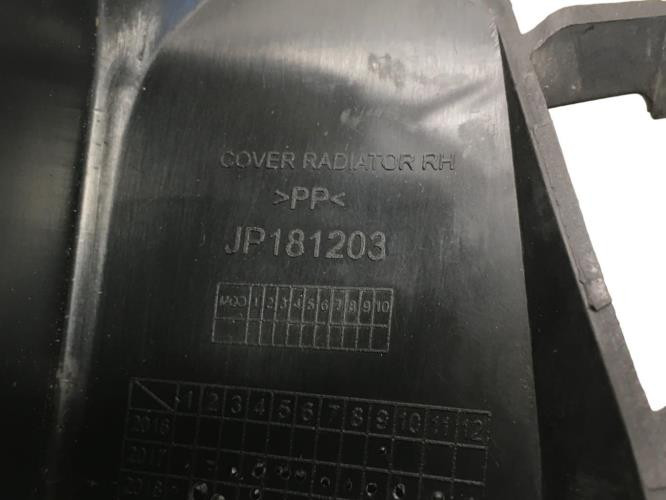 COVER RADIATOR RH
>PP<
JP181203
MOD 1 2 3 4 5 6 7 8 9 10
1 2 3 4 5 6 7 8 9 10 11 12
2016
2017